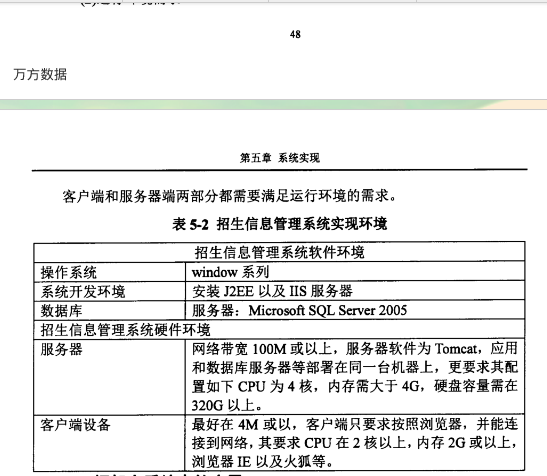 48
万方数据
第五章 系统实现
客户端和服务器端两部分都需要满足运行环境的需求。
表 5-2 招生信息管理系统实现环境
招生信息管理系统软件环境
操作系统 window 系列
系统开发环境 安装 J2EE 以及 IIS 服务器
数据库 服务器：Microsoft SQL Server 2005
招生信息管理系统硬件环境
服务器 网络带宽 100M 或以上，服务器软件为 Tomcat，应用
和数据库服务器等部署在同一台机器上，更要求其配
置如下 CPU 为 4 核，内存需大于 4G，硬盘容量需在
320G 以上。
客户端设备 最好在 4M 或以，客户端只要求按照浏览器，并能连
接到网络，其要求 CPU 在 2 核以上，内存 2G 或以上，
浏览器 IE 以及火狐等。